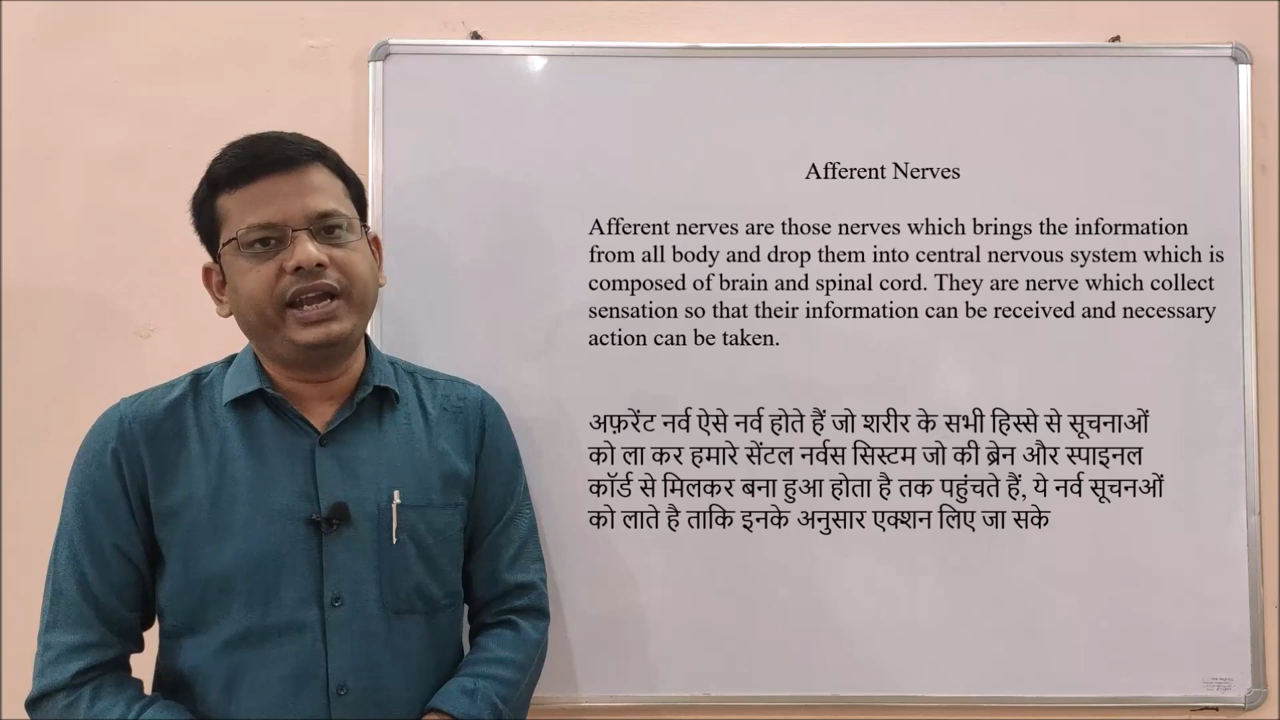 Afferent Nerves
Afferent nerves are those nerves which brings the information
from all body and drop them into central nervous system which is
composed of brain and spinal cord. They are nerve which collect
sensation so that their information can be received and necessary
action can be taken.
अफ़रेंट नर्व ऐसे नर्व होते हैं जो शरीर के सभी हिस्से से सूचनाओं
को ला कर हमारे सेंटल नर्वस सिस्टम जो की ब्रेन और स्पाइनल
कॉर्ड से मिलकर बना हुआ होता है तक पहुंचते हैं, ये नर्व सूचनओं
को लाते है ताकि इनके अनुसार एक्शन लिए जा सके